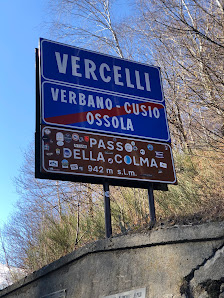 VERCELLI
VERBANO-CUSIO
OSSOLA
PASSO
DELLA COLMA
942 m s.l.m.